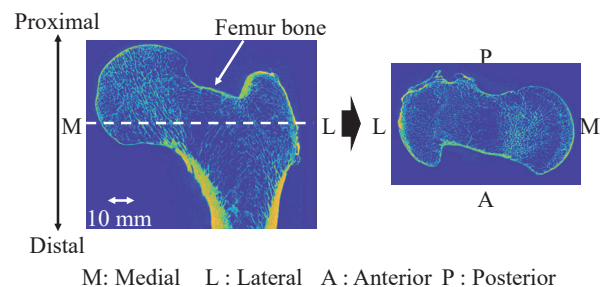 Proximal
Femur bone
P
M
L
L
M
10 mm
A
Distal
M: Medial L : Lateral A : Anterior P : Posterior